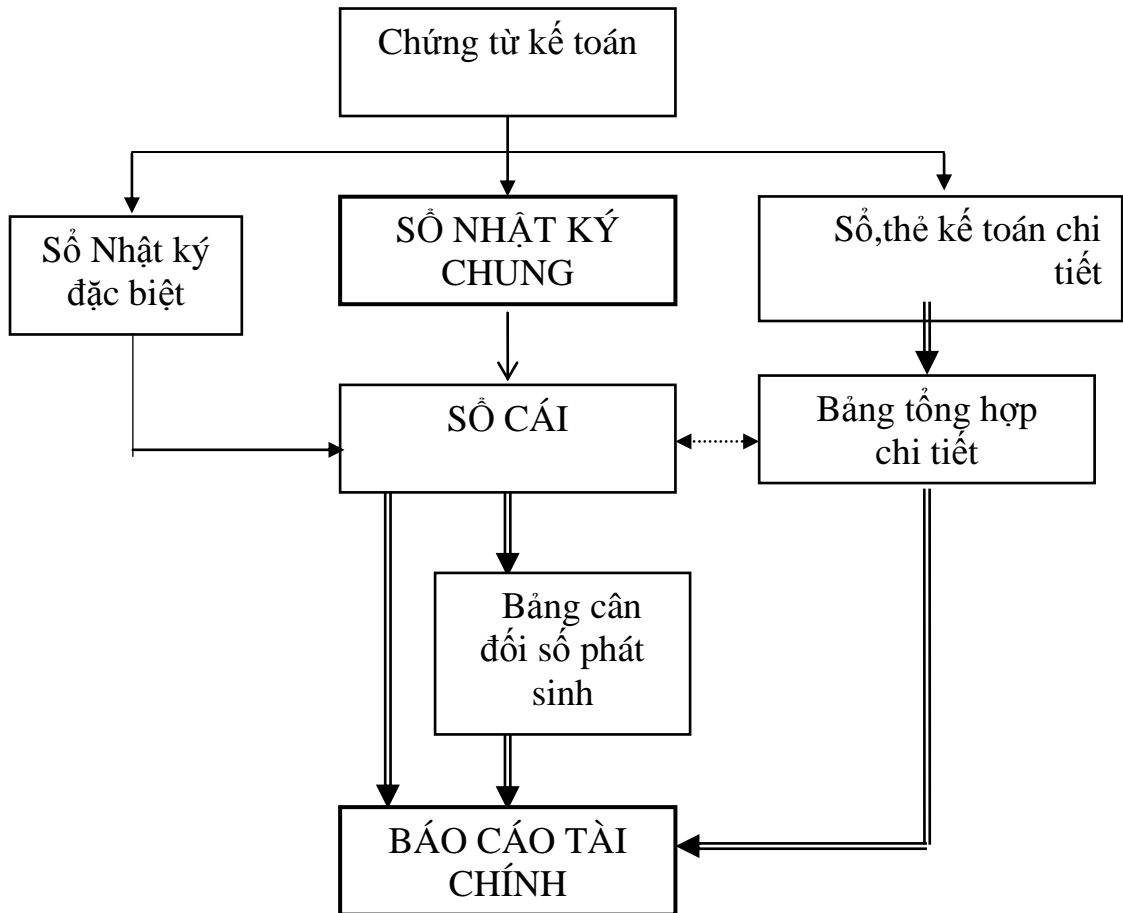 Chứng từ kế toán
Sổ Nhật ký
đặc biệt
SỔ NHẬT KÝ
CHUNG
Sổ,thẻ kế toán chi
tiết
SỔ CÁI
Bảng tổng hợp
chi tiết
Bảng cân
đối số phát
sinh
BÁO CÁO TÀI
CHÍNH